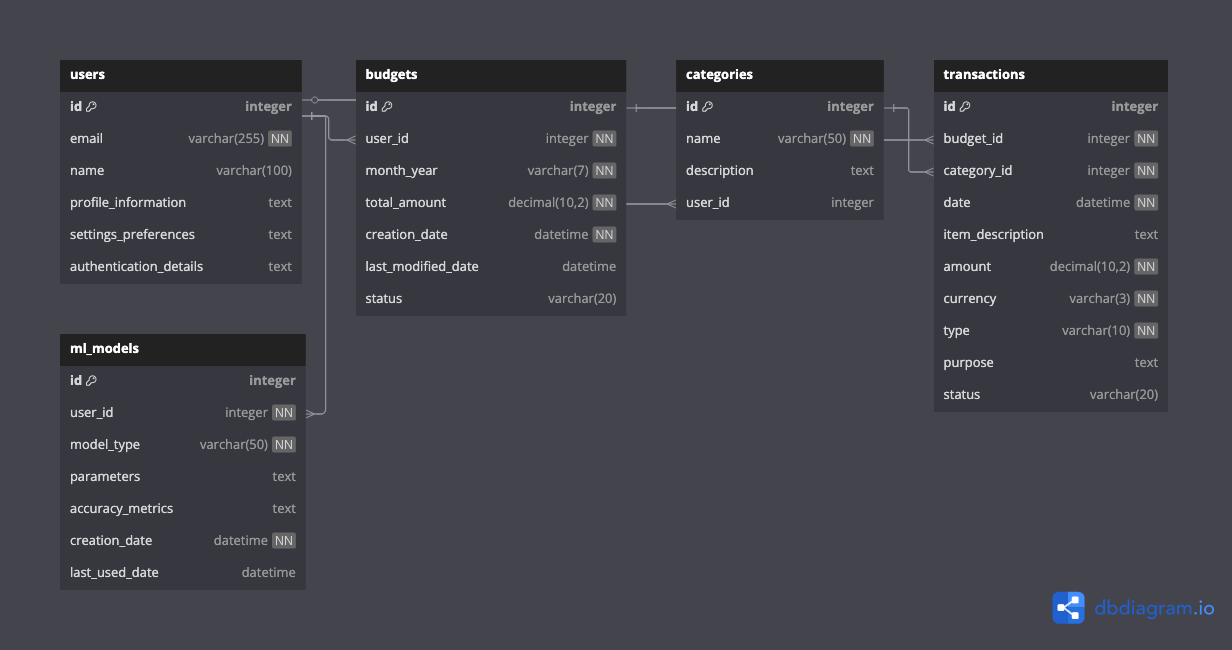 users
id integer
email varchar(255) NN
name varchar(100)
profile_information text
settings_preferences text
authentication_details text
budgets
id integer
user_id integer NN
month_year varchar(7) NN
total_amount decimal(10,2) NN
creation_date datetime NN
last_modified_date datetime
status varchar(20)
categories
id integer
name varchar(50) NN
description text
user_id integer
transactions
id integer
budget_id integer NN
category_id integer NN
date datetime NN
item_description text
amount decimal(10,2) NN
currency varchar(3) NN
type varchar(10) NN
purpose text
status varchar(20)
ml_models
id integer
user_id integer NN
model_type varchar(50) NN
parameters text
accuracy_metrics text
creation_date datetime NN
last_used_date datetime
dbdiagram.io